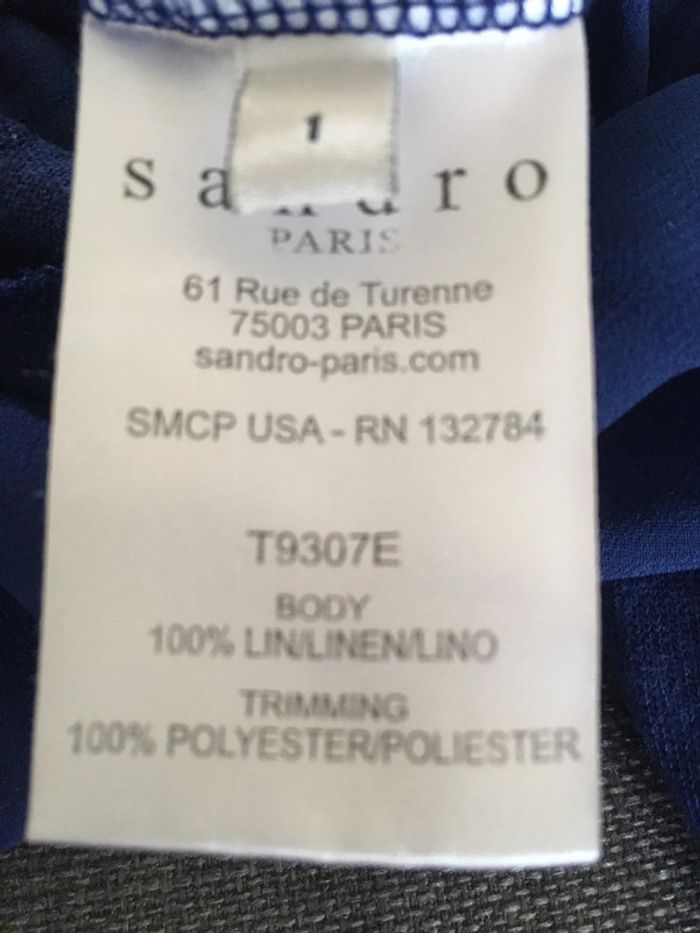 1
sandro
PARIS
61 Rue de Turenne
75003 PARIS
sandro-paris.com
SMCP USA - RN 132784
T9307E
BODY
100% LIN/LINEN/LINO
TRIMMING
100% POLYESTER/POLIESTER